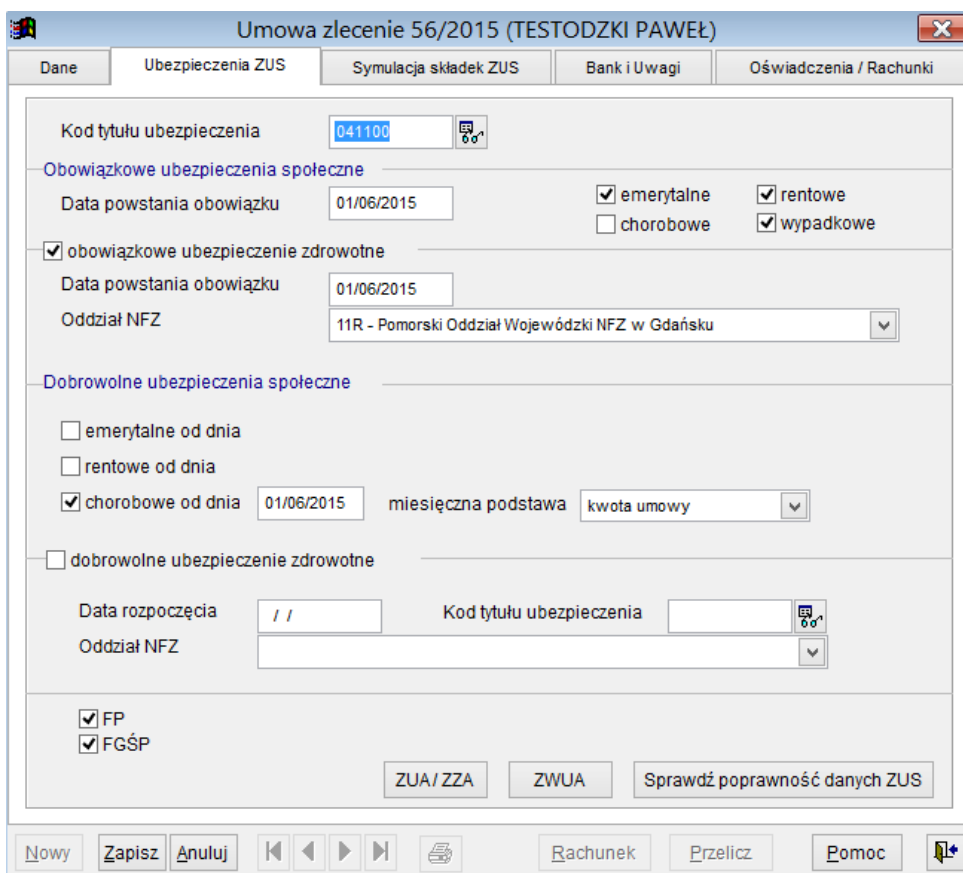 Umowa zlecenie 56/2015 (TESTODZKI PAWEŁ)
Dane Ubezpieczenia ZUS Symulacja składek ZUS Bank i Uwagi Oświadczenia / Rachunki
Kod tytułu ubezpieczenia 041100
Obowiązkowe ubezpieczenia społeczne
Data powstania obowiązku 01/06/2015 emerytalne rentowe
chorobowe wypadkowe
obowiązkowe ubezpieczenie zdrowotne
Data powstania obowiązku 01/06/2015
Oddział NFZ 11R - Pomorski Oddział Wojewódzki NFZ w Gdańsku
Dobrowolne ubezpieczenia społeczne
emerytalne od dnia
rentowe od dnia
chorobowe od dnia 01/06/2015 miesięczna podstawa kwota umowy
dobrowolne ubezpieczenie zdrowotne
Data rozpoczęcia / / Kod tytułu ubezpieczenia
Oddział NFZ
FP
FGŚP
ZUA / ZZA ZWUA Sprawdź poprawność danych ZUS
Nowy Zapisz Anuluj Rachunek Przelicz Pomoc